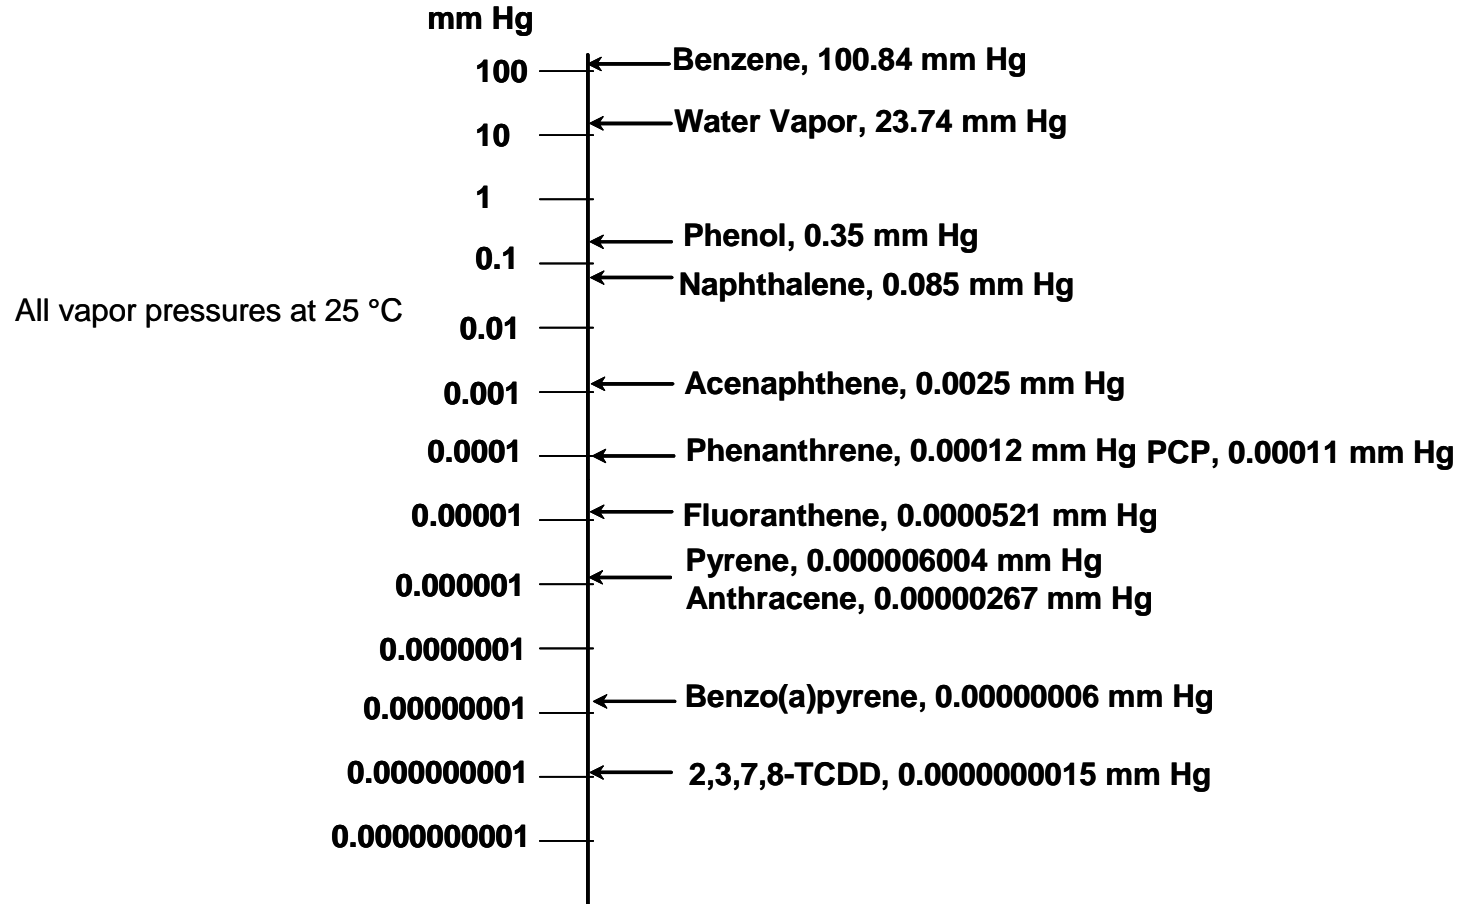 mm Hg
100
Benzene, 100.84 mm Hg
10
Water Vapor, 23.74 mm Hg
1
Phenol, 0.35 mm Hg
0.1
Naphthalene, 0.085 mm Hg
All vapor pressures at 25 °C
0.01
0.001
Acenaphthene, 0.0025 mm Hg
0.0001
Phenanthrene, 0.00012 mm Hg PCP, 0.00011 mm Hg
0.00001
Fluoranthene, 0.0000521 mm Hg
Pyrene, 0.000006004 mm Hg
0.000001
Anthracene, 0.00000267 mm Hg
0.0000001
0.00000001
Benzo(a)pyrene, 0.00000006 mm Hg
0.000000001
2,3,7,8-TCDD, 0.0000000015 mm Hg
0.0000000001